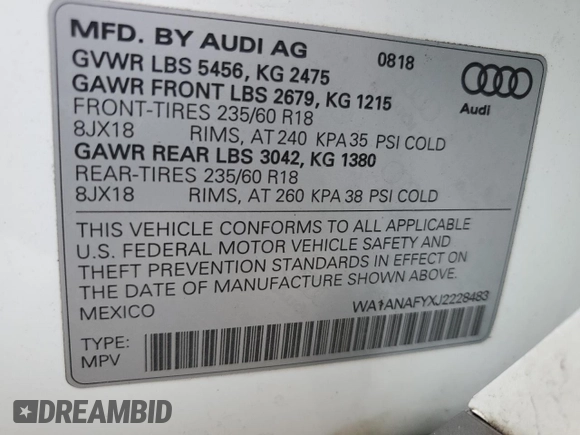 MFD. BY AUDI AG 0818
GVWR LBS 5456, KG 2475
GAWR FRONT LBS 2679, KG 1215
FRONT-TIRES 235/60 R18
8JX18 RIMS, AT 240 KPA 35 PSI COLD
GAWR REAR LBS 3042, KG 1380
REAR-TIRES 235/60 R18
8JX18 RIMS, AT 260 KPA 38 PSI COLD
Audi
THIS VEHICLE CONFORMS TO ALL APPLICABLE
U.S. FEDERAL MOTOR VEHICLE SAFETY AND
THEFT PREVENTION STANDARDS IN EFFECT ON
THE DATE OF MANUFACTURE SHOWN ABOVE.
MEXICO WA1ANAFYXJ2228483
TYPE:
MPV
DREAMBID